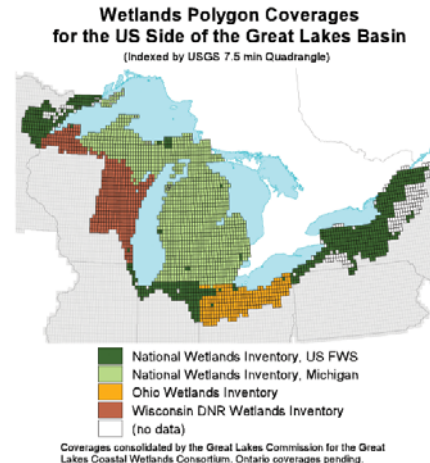 Wetlands Polygon Coverages
for the US Side of the Great Lakes Basin
(Indexed by USGS 7.5 min Quadrangle)
National Wetlands Inventory, US FWS
National Wetlands Inventory, Michigan
Ohio Wetlands Inventory
Wisconsin DNR Wetlands Inventory
(no data)
Coverages consolidated by the Great Lakes Commission for the Great
Lakes Coastal Wetlands Consortium. Ontario coverages pending.